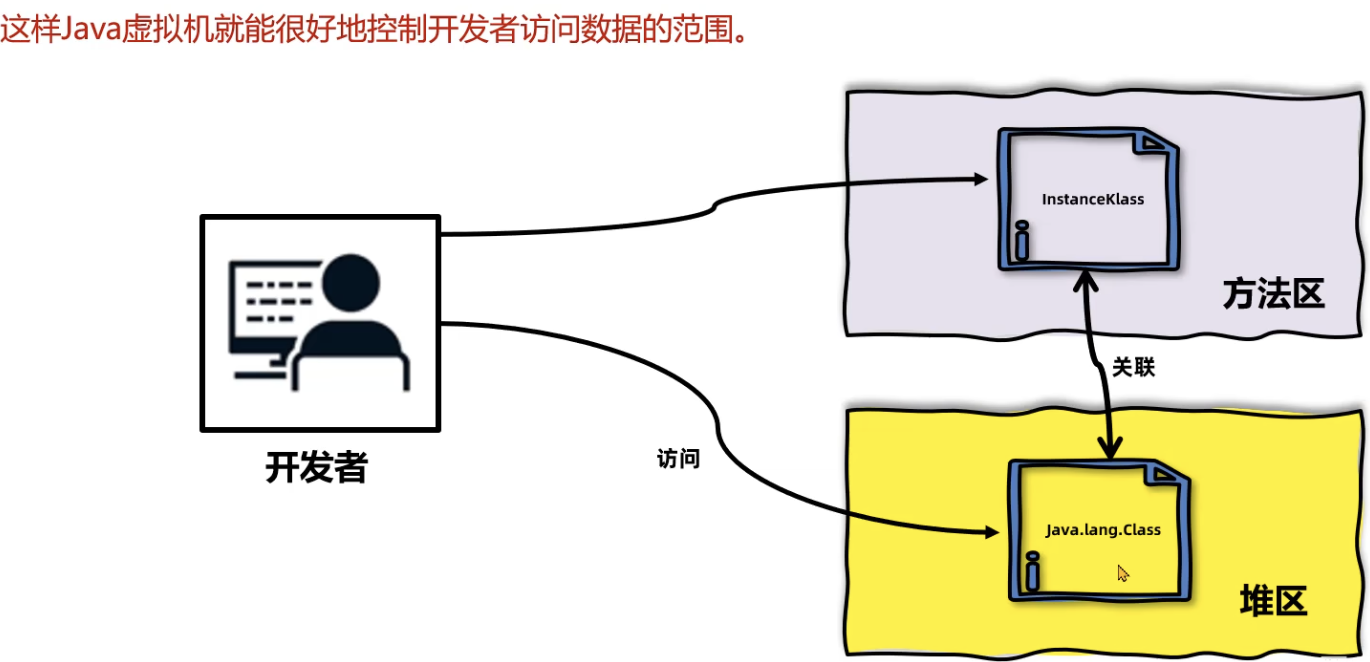 这样Java虚拟机就能很好地控制开发者访问数据的范围。
InstanceKlass
方法区
关联
开发者
访问
Java.lang.Class
堆区